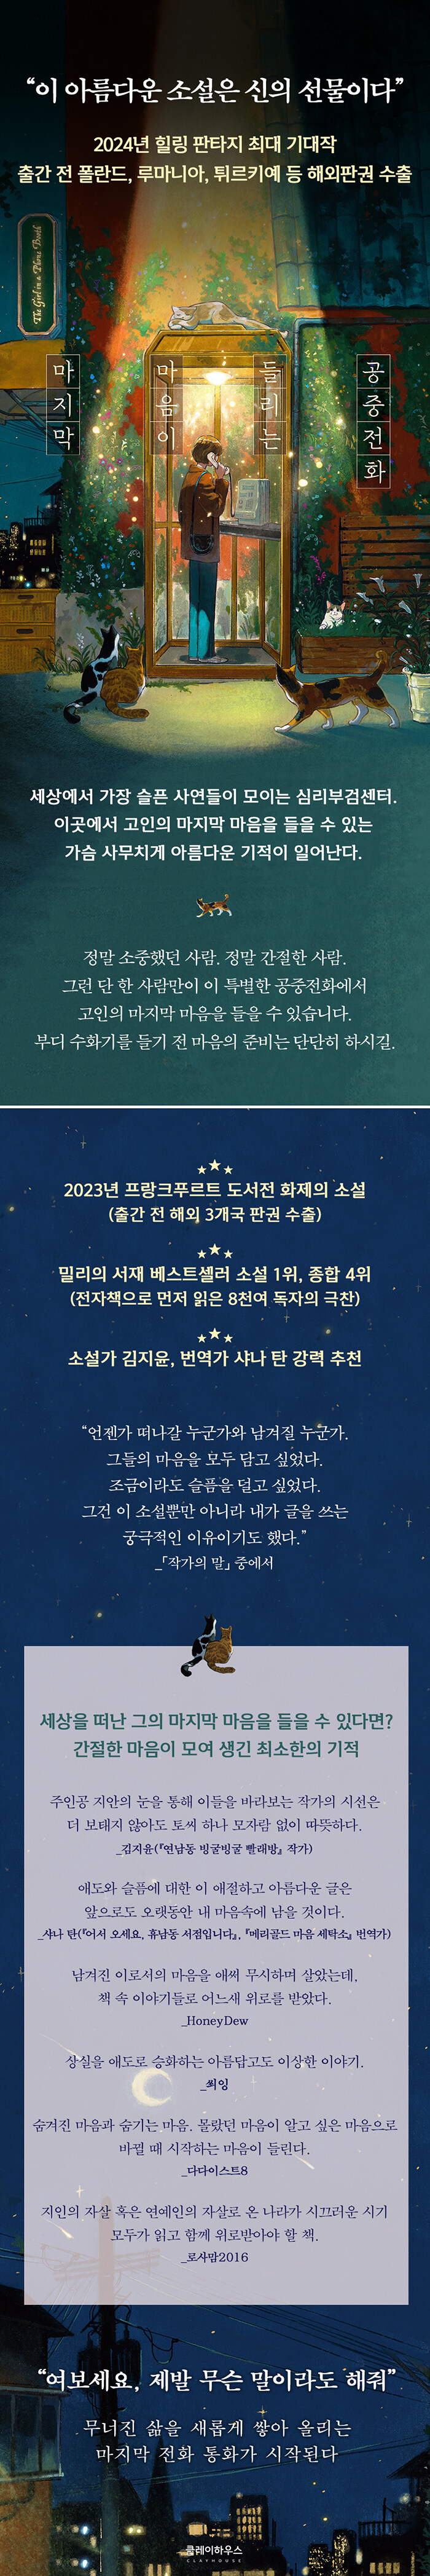 “이 아름다운 소설은 신의 선물이다”
2024년 힐링 판타지 최대 기대작
출간 전 폴란드, 루마니아, 튀르키예 등 해외판권 수출
The Girl in a Phone Booth
마지막
마음이
들리는
공중전화
세상에서 가장 슬픈 사연들이 모이는 심리부검센터.
이곳에서 고인의 마지막 마음을 들을 수 있는
가슴 사무치게 아름다운 기적이 일어난다.
정말 소중했던 사람. 정말 간절한 사람.
그런 단 한 사람만이 이 특별한 공중전화에서
고인의 마지막 마음을 들을 수 있습니다.
부디 수화기를 들기 전 마음의 준비는 단단히 하시길.
2023년 프랑크푸르트 도서전 화제의 소설
(출간 전 해외 3개국 판권 수출)
밀리의 서재 베스트셀러 소설 1위, 종합 4위
(전자책으로 먼저 읽은 8천여 독자의 극찬)
소설가 김지윤, 번역가 샤나 탄 강력 추천
“언젠가 떠나갈 누군가와 남겨질 누군가.
그들의 마음을 모두 담고 싶었다.
조금이라도 슬픔을 덜고 싶었다.
그건 이 소설뿐만 아니라 내가 글을 쓰는
궁극적인 이유이기도 했다.”
_「작가의 말」 중에서
세상을 떠난 그의 마지막 마음을 들을 수 있다면?
간절한 마음이 모여 생긴 최소한의 기적
주인공 지안의 눈을 통해 이들을 바라보는 작가의 시선은
더 보태지 않아도 토씨 하나 모자람 없이 따뜻하다.
_김지윤(『연남동 빙굴빙굴 빨래방』 작가)
애도와 슬픔에 대한 이 애절하고 아름다운 글은
앞으로도 오랫동안 내 마음속에 남을 것이다.
_샤나 탄(『어서 오세요, 휴남동 서점입니다』, 『메리골드 마음 세탁소』 번역가)
남겨진 이로서의 마음을 애써 무시하며 살았는데,
책 속 이야기들로 어느새 위로를 받았다.
_HoneyDew
상실을 애도로 승화하는 아름답고도 이상한 이야기.
_쐬잉
숨겨진 마음과 숨기는 마음. 몰랐던 마음이 알고 싶은 마음으로
바뀔 때 시작하는 마음이 들린다.
_다다이스트8
지인의 자살 혹은 연예인의 자살로 온 나라가 시끄러운 시기
모두가 읽고 함께 위로받아야 할 책.
_로사맘2016
“여보세요, 제발 무슨 말이라도 해줘”
무너진 삶을 새롭게 쌓아 올리는
마지막 전화 통화가 시작된다
클레이하우스
CLAYHOUSE